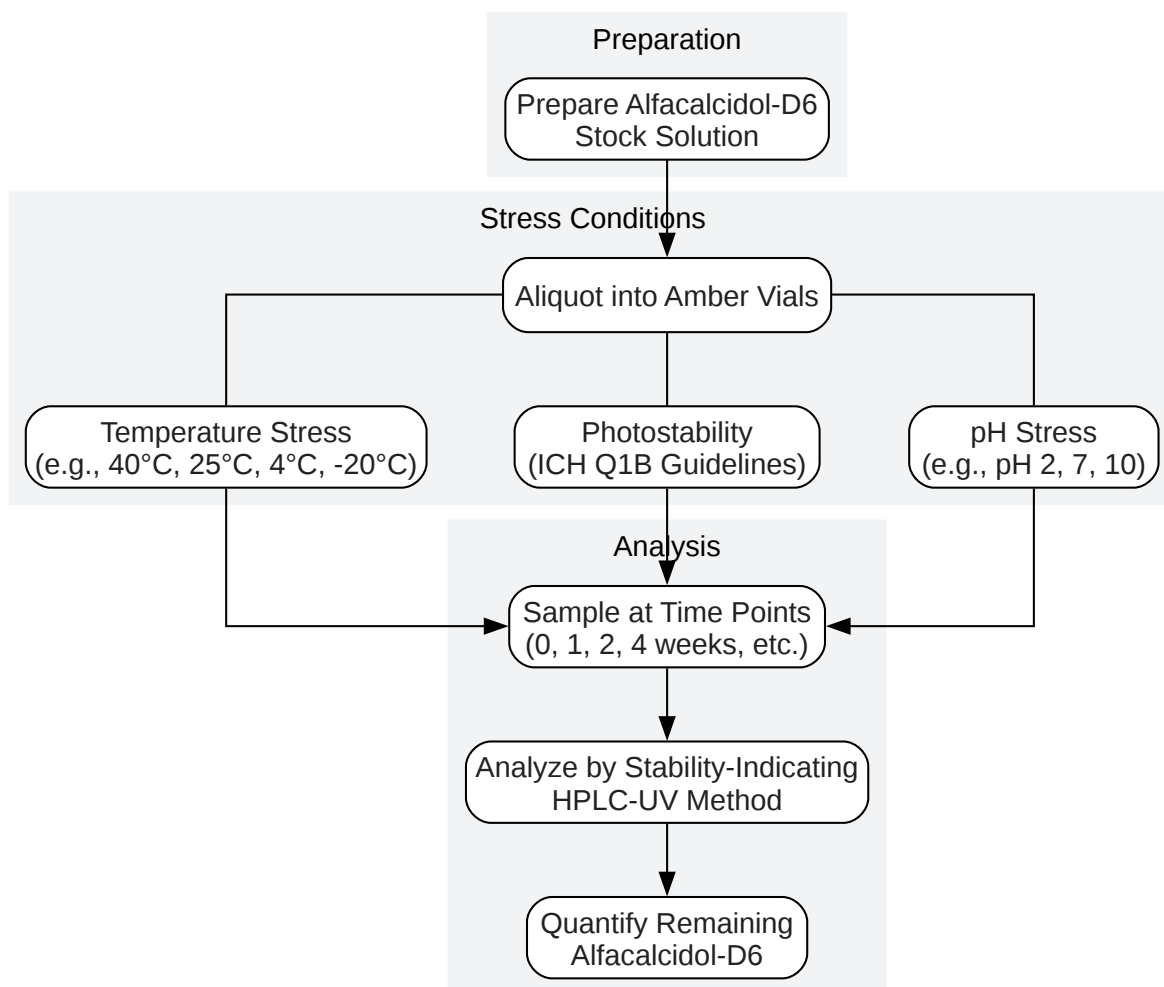 Preparation
Prepare Alfacalcidol-D6
Stock Solution
Stress Conditions
Aliquot into Amber Vials
Temperature Stress
(e.g., 40°C, 25°C, 4°C, -20°C)
Photostability
(ICH Q1B Guidelines)
pH Stress
(e.g., pH 2, 7, 10)
Analysis
Sample at Time Points
(0, 1, 2, 4 weeks, etc.)
Analyze by Stability-Indicating
HPLC-UV Method
Quantify Remaining
Alfacalcidol-D6